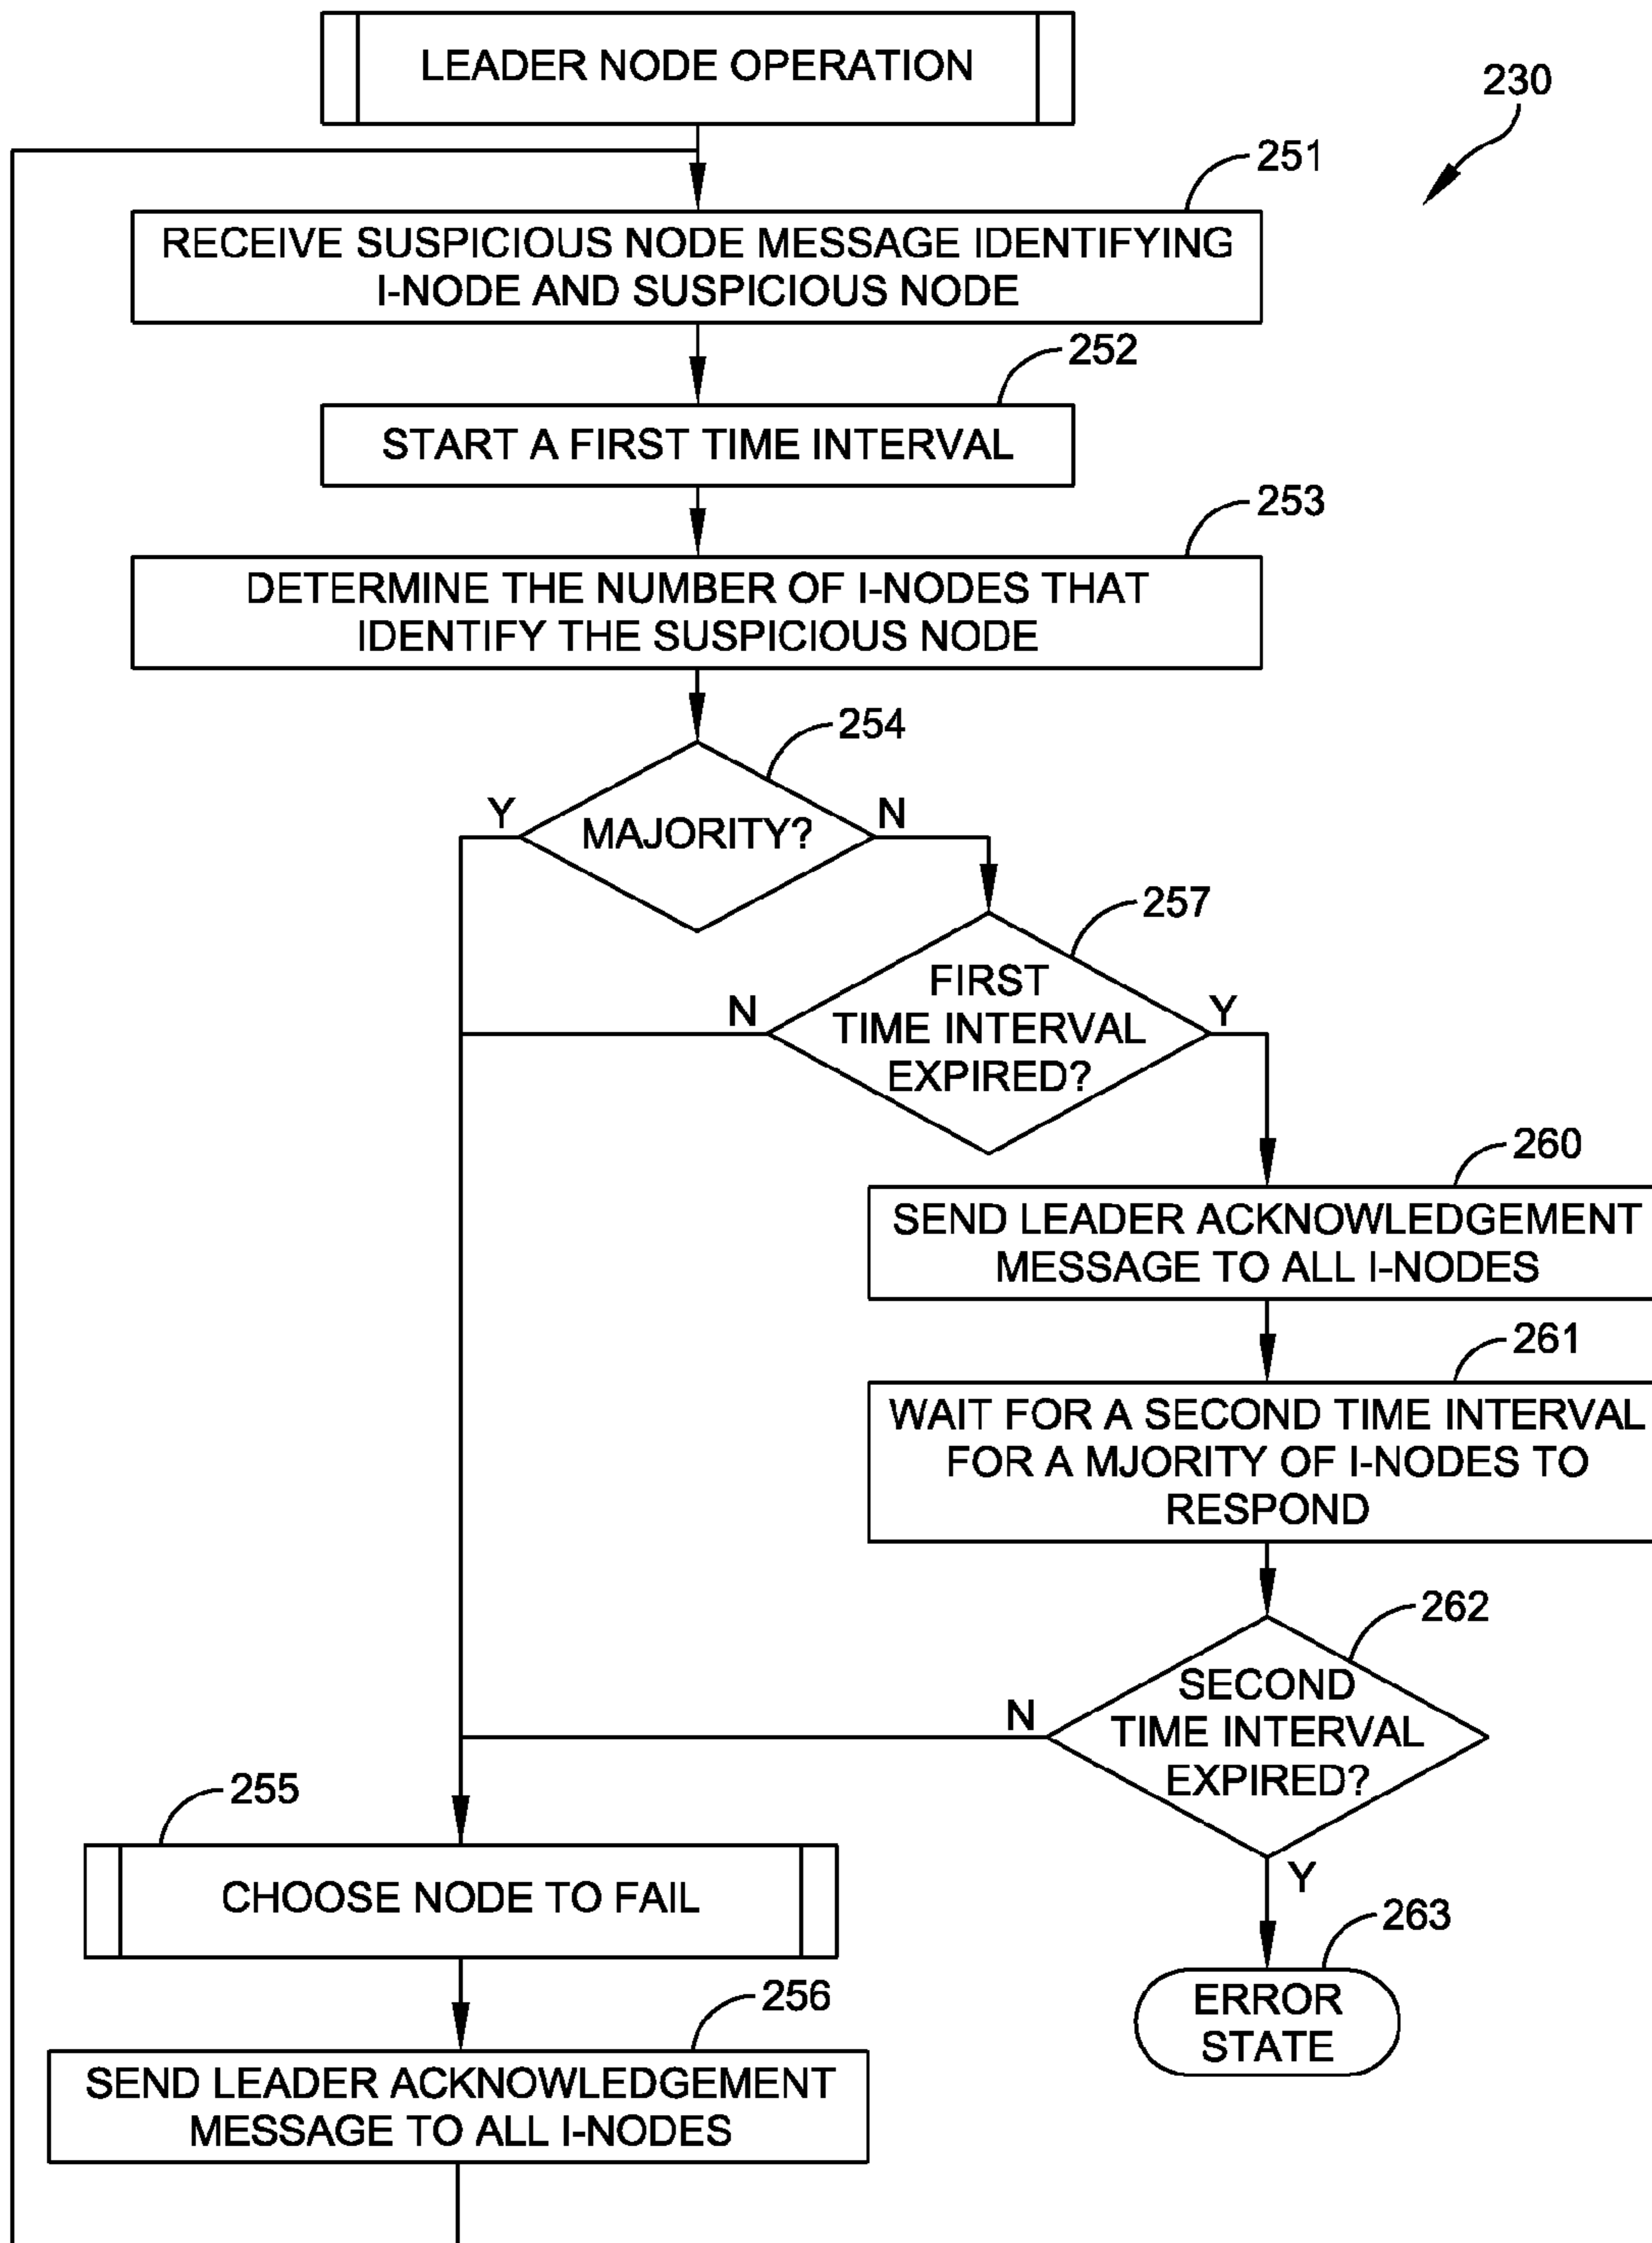 LEADER NODE OPERATION
230
251
RECEIVE SUSPICIOUS NODE MESSAGE IDENTIFYING
I-NODE AND SUSPICIOUS NODE
252
START A FIRST TIME INTERVAL
253
DETERMINE THE NUMBER OF I-NODES THAT
IDENTIFY THE SUSPICIOUS NODE
254
Y
MAJORITY?
N
257
FIRST
TIME INTERVAL
EXPIRED?
N
Y
260
SEND LEADER ACKNOWLEDGEMENT
MESSAGE TO ALL I-NODES
261
WAIT FOR A SECOND TIME INTERVAL
FOR A MJORITY OF I-NODES TO
RESPOND
262
SECOND
TIME INTERVAL
EXPIRED?
N
Y
255
CHOOSE NODE TO FAIL
263
ERROR
STATE
256
SEND LEADER ACKNOWLEDGEMENT
MESSAGE TO ALL I-NODES